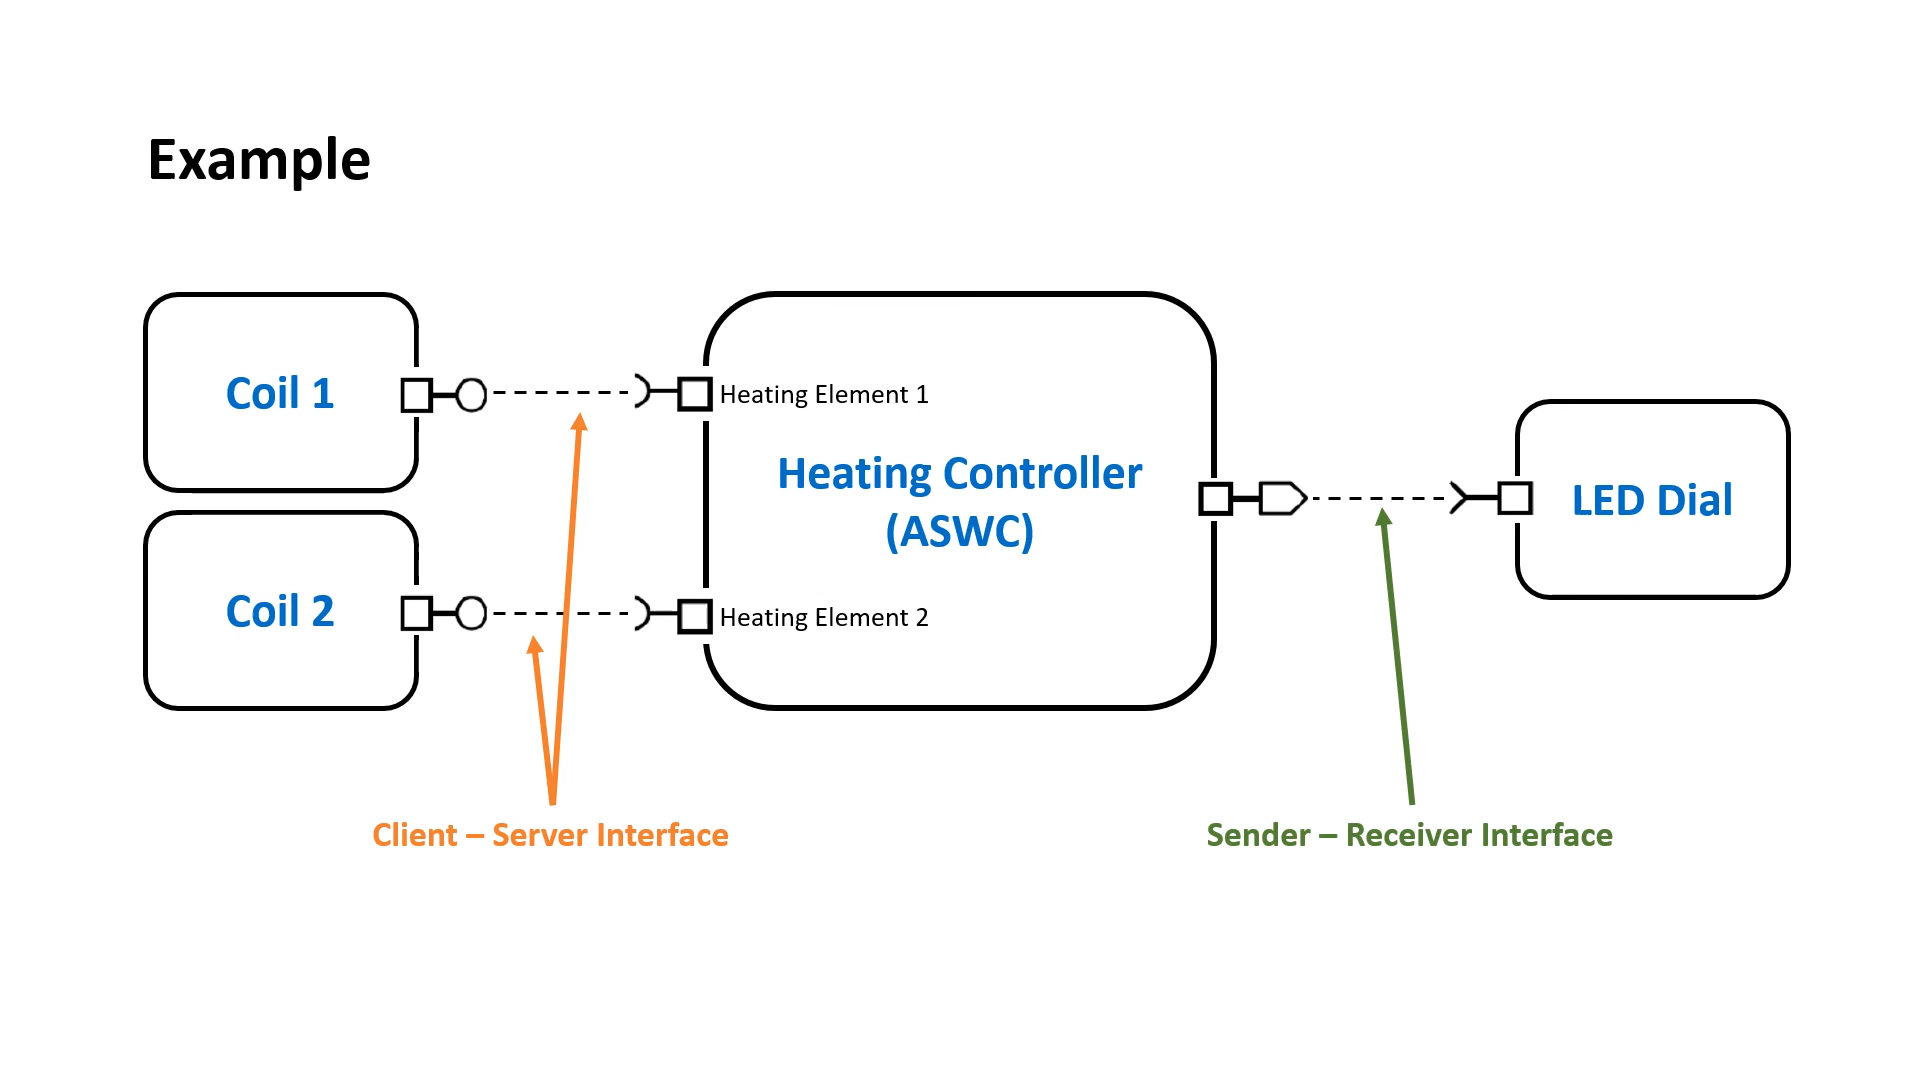 Example
Coil 1
Heating Element 1
Heating Controller
(ASWC)
LED Dial
Coil 2
Heating Element 2
Client – Server Interface
Sender – Receiver Interface